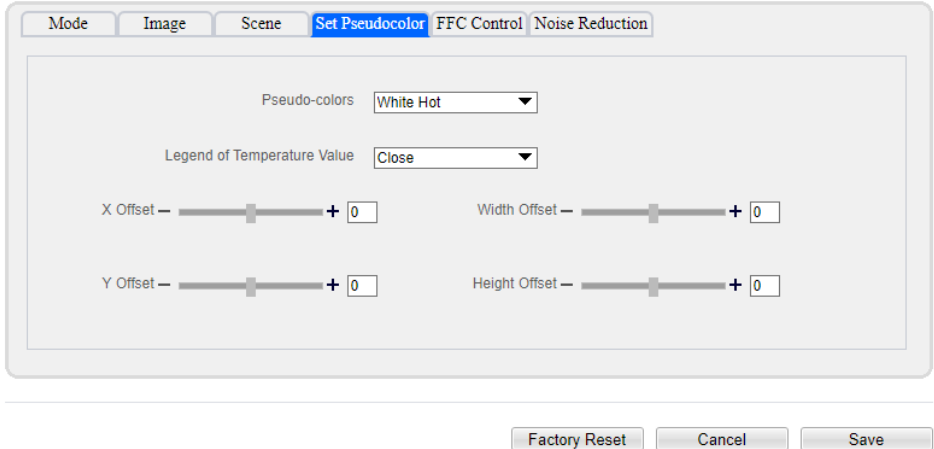 Mode Image Scene Set Pseudocolor FFC Control Noise Reduction
Pseudo-colors White Hot
Legend of Temperature Value Close
X Offset 0 Width Offset 0
Y Offset 0 Height Offset 0
Factory Reset Cancel Save